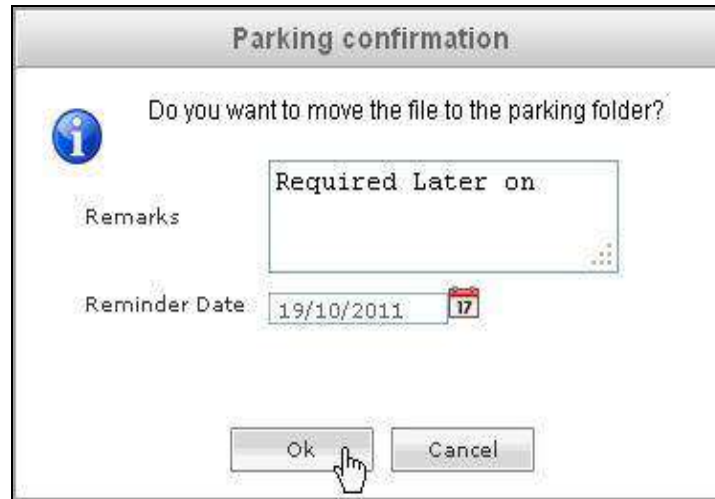 Parking confirmation
Do you want to move the file to the parking folder?
Remarks
Required Later on
Reminder Date
19/10/2011
17
Ok
Cancel